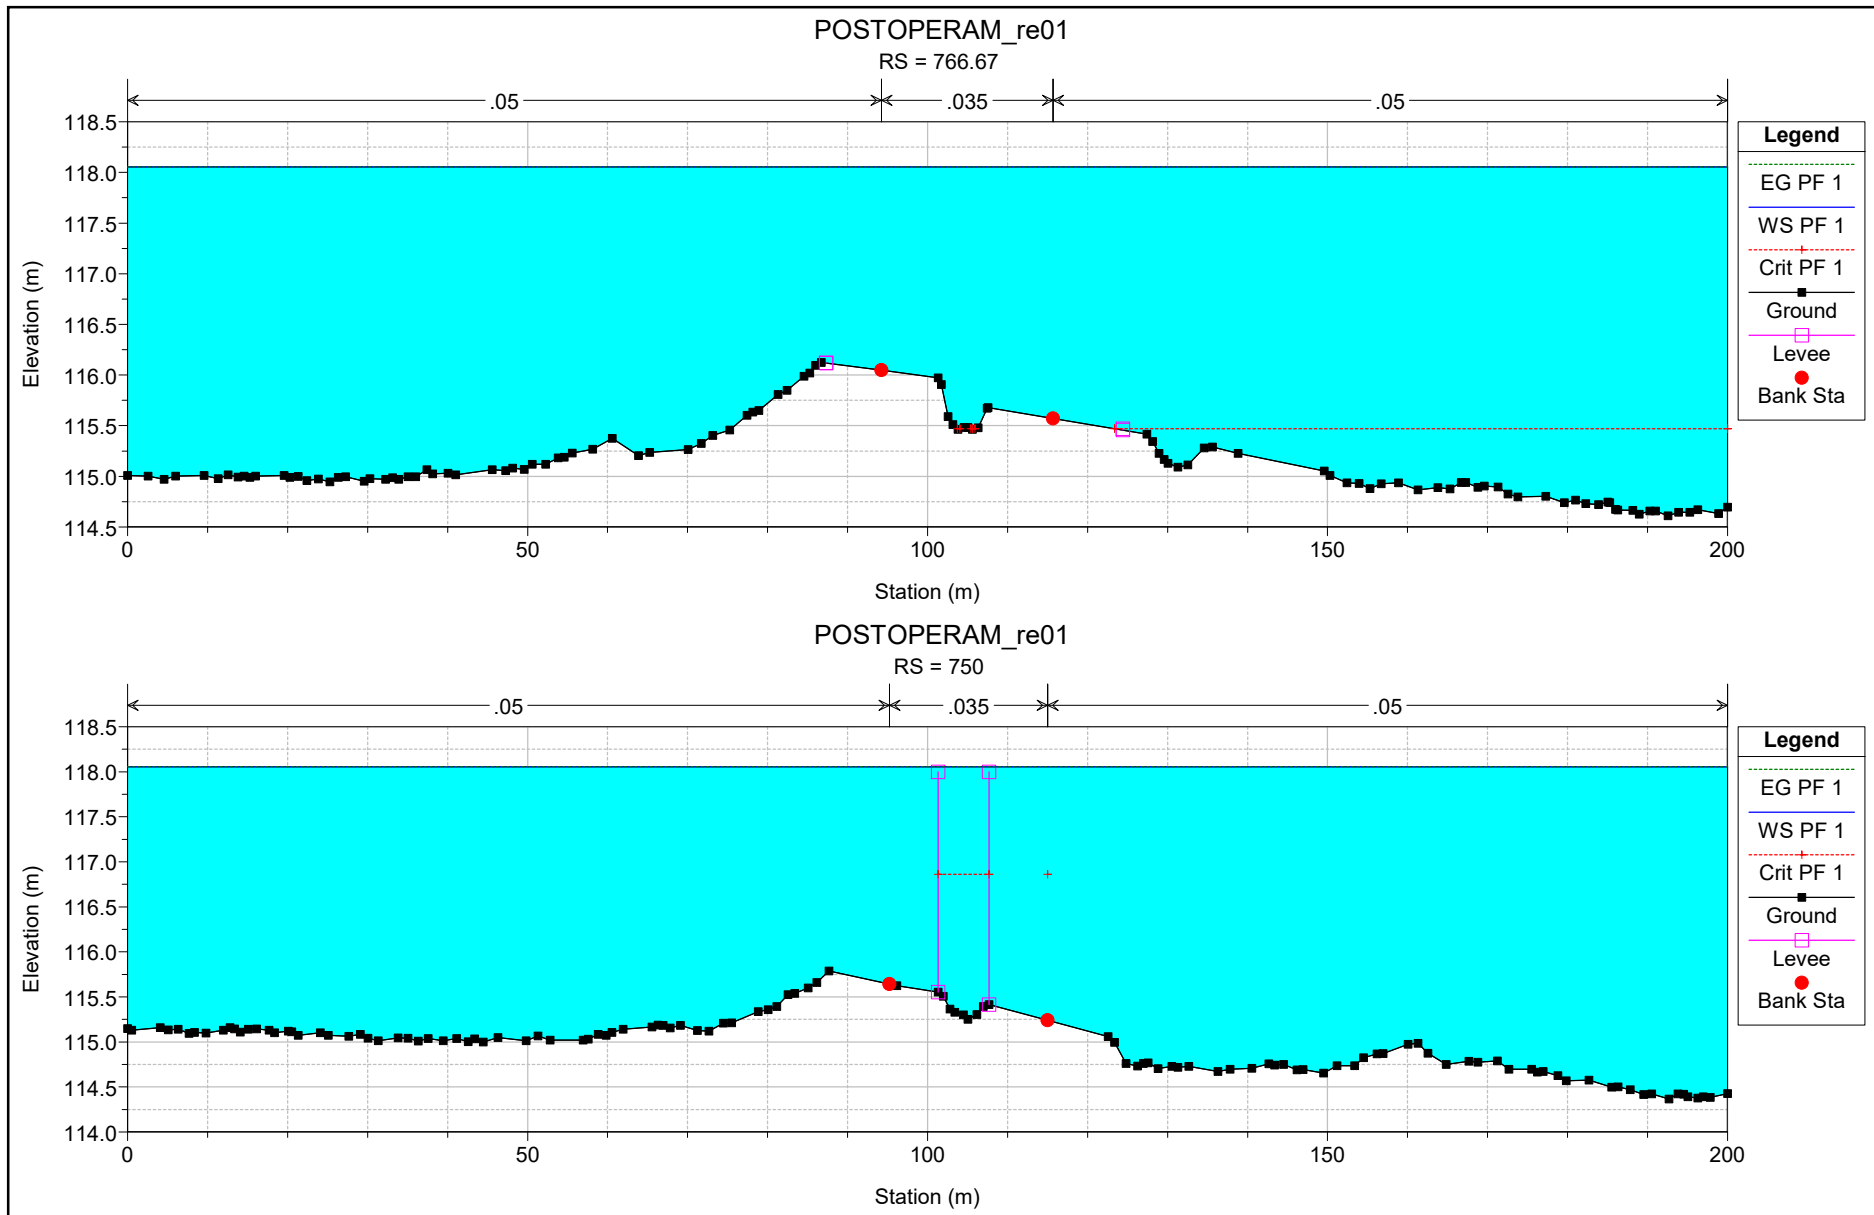 POSTOPERAM_re01
RS = 766.67
.05 .035 .05
118.5
118.0
117.5
117.0
116.5
116.0
115.5
115.0
114.5
Elevation (m)
0 50 100 150 200
Station (m)
Legend
EG PF 1
WS PF 1
Crit PF 1
Ground
Levee
Bank Sta
POSTOPERAM_re01
RS = 750
.05 .035 .05
118.5
118.0
117.5
117.0
116.5
116.0
115.5
115.0
114.5
114.0
Elevation (m)
0 50 100 150 200
Station (m)
Legend
EG PF 1
WS PF 1
Crit PF 1
Ground
Levee
Bank Sta